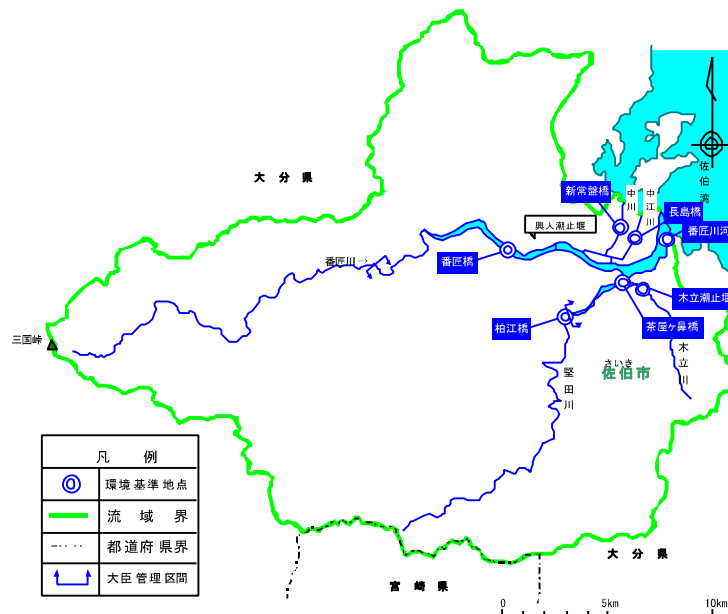 大分県
佐伯湾
新常盤橋
中川
中江川
長島橋
興人潮止堰
番匠川河
番匠川→
番匠橋
木立潮止堰
三国峠
柏江橋
茶屋ヶ鼻橋
さいき
佐伯市
木立川
堅田川
凡 例
環境基準地点
流域界
都道府県界
大臣管理区間
大分県
宮崎県
0 5km 10km